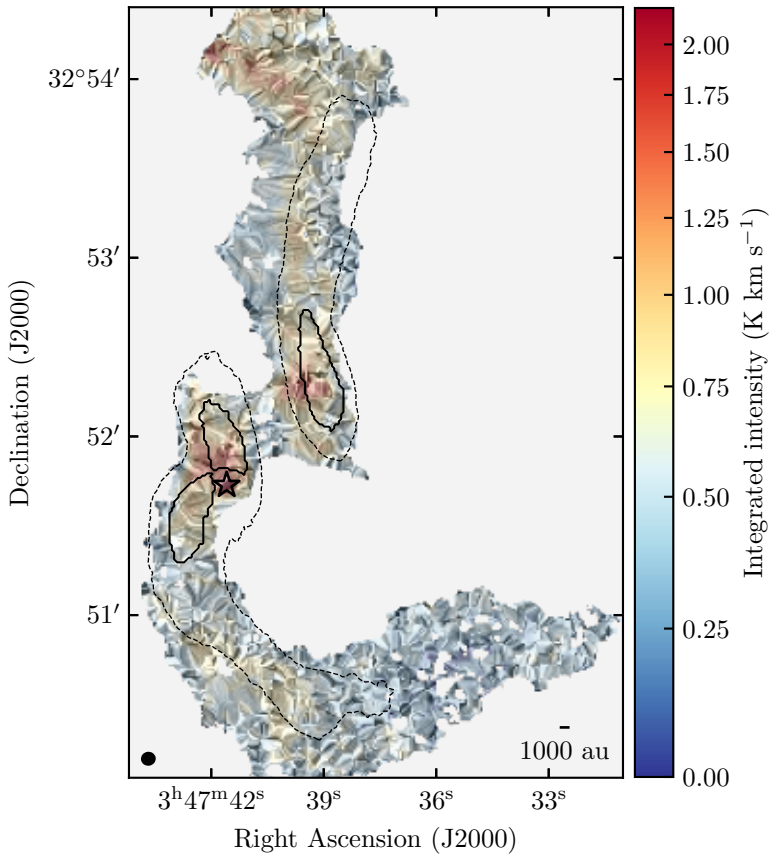 32°54′
53′
52′
51′
Declination (J2000)
3ʰ47ᵐ42ˢ
39ˢ
36ˢ
33ˢ
Right Ascension (J2000)
1000 au
2.00
1.75
1.50
1.25
1.00
0.75
0.50
0.25
0.00
Integrated intensity (K km s⁻¹)